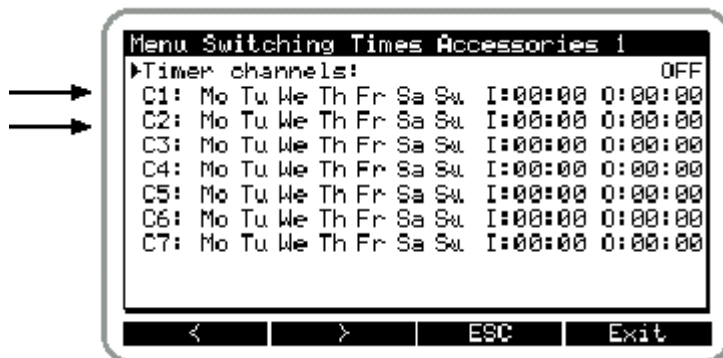 Menu Switching Times Accessories 1
▶Timer channels: OFF
C1: Mo Tu We Th Fr Sa Su I:00:00 O:00:00
C2: Mo Tu We Th Fr Sa Su I:00:00 O:00:00
C3: Mo Tu We Th Fr Sa Su I:00:00 O:00:00
C4: Mo Tu We Th Fr Sa Su I:00:00 O:00:00
C5: Mo Tu We Th Fr Sa Su I:00:00 O:00:00
C6: Mo Tu We Th Fr Sa Su I:00:00 O:00:00
C7: Mo Tu We Th Fr Sa Su I:00:00 O:00:00
< > ESC Exit